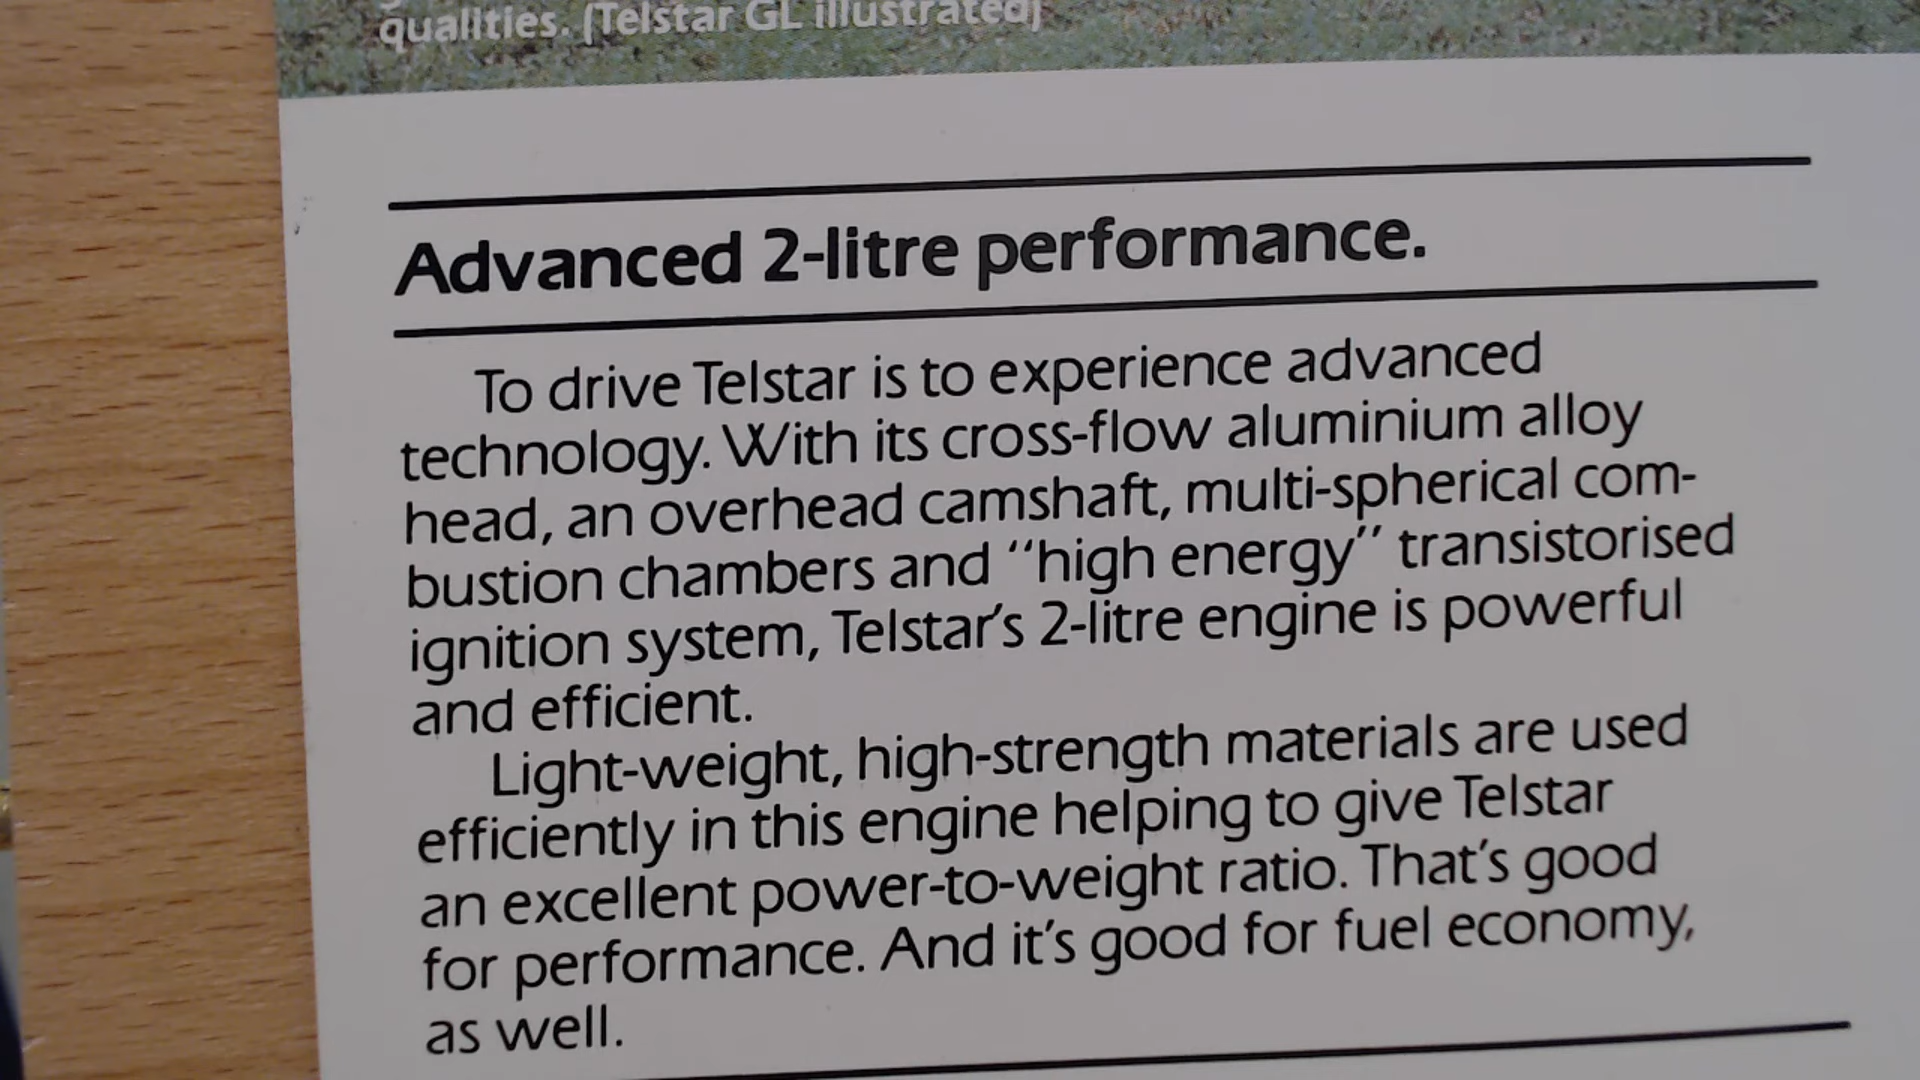 qualities. (Telstar GL illustrated)
Advanced 2-litre performance.
To drive Telstar is to experience advanced
technology. With its cross-flow aluminium alloy
head, an overhead camshaft, multi-spherical com-
bustion chambers and “high energy” transistorised
ignition system, Telstar’s 2-litre engine is powerful
and efficient.
Light-weight, high-strength materials are used
efficiently in this engine helping to give Telstar
an excellent power-to-weight ratio. That’s good
for performance. And it’s good for fuel economy,
as well.